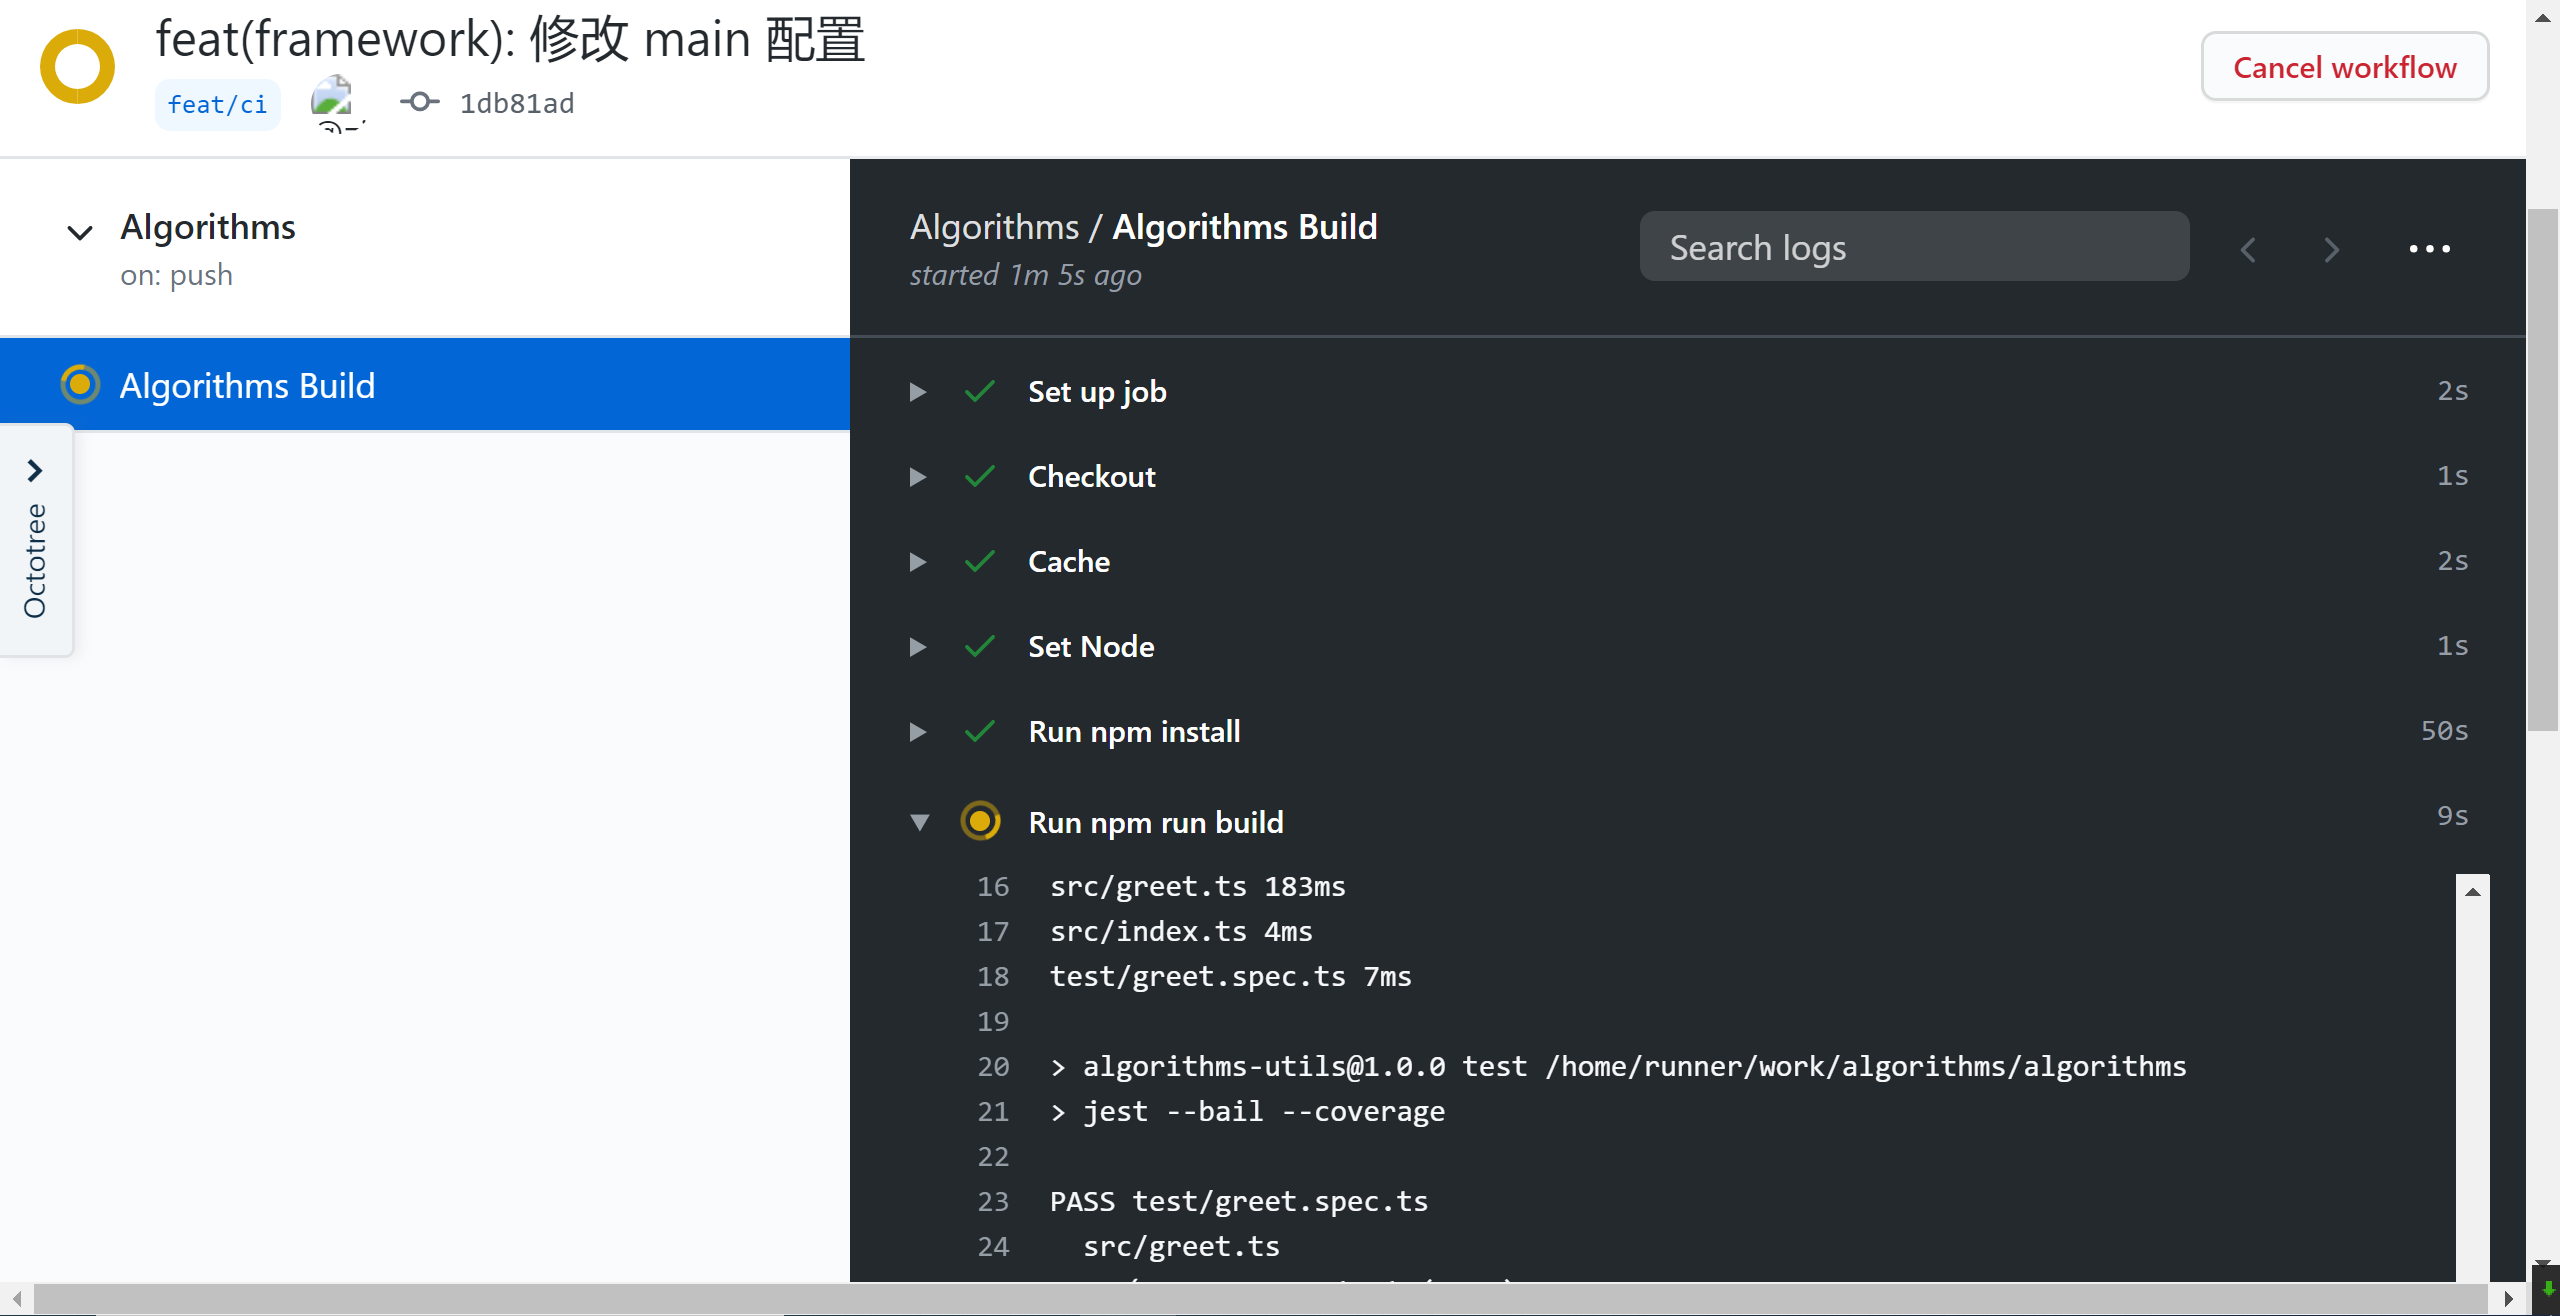 feat(framework): 修改 main 配置
feat/ci
1db81ad
Cancel workflow
Algorithms
on: push
Algorithms Build
Octotree
Algorithms / Algorithms Build
started 1m 5s ago
Search logs
Set up job 2s
Checkout 1s
Cache 2s
Set Node 1s
Run npm install 50s
Run npm run build 9s
16 src/greet.ts 183ms
17 src/index.ts 4ms
18 test/greet.spec.ts 7ms
19
20 > algorithms-utils@1.0.0 test /home/runner/work/algorithms/algorithms
21 > jest --bail --coverage
22
23 PASS test/greet.spec.ts
24 src/greet.ts